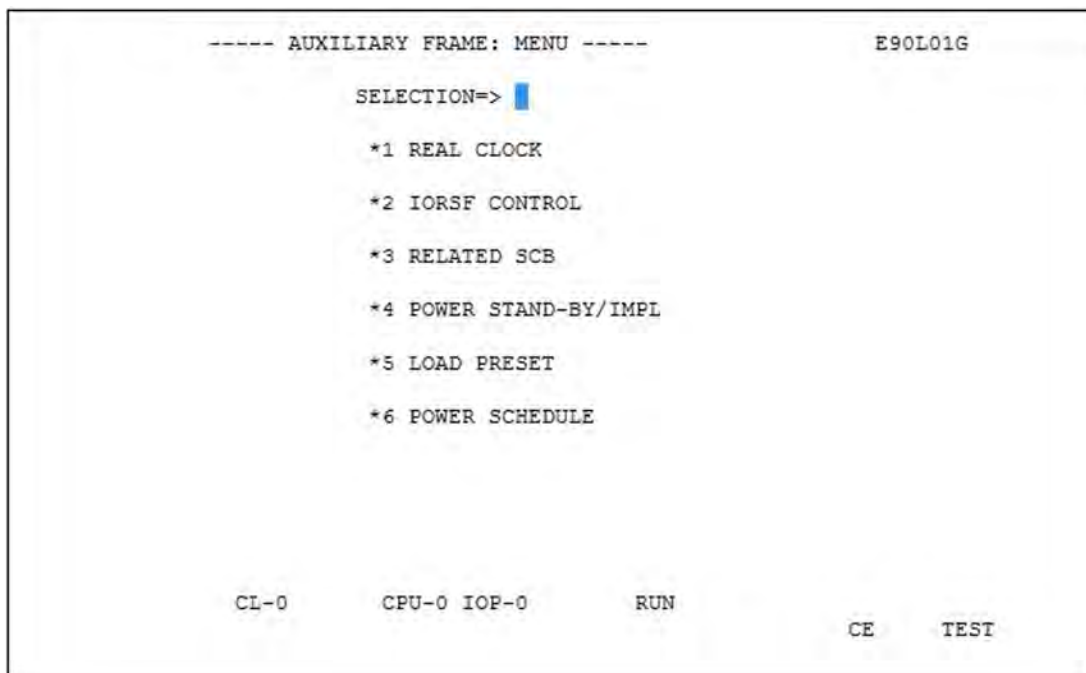 ----- AUXILIARY FRAME: MENU ----- E90L01G
SELECTION=>
*1 REAL CLOCK
*2 IORSF CONTROL
*3 RELATED SCB
*4 POWER STAND-BY/IMPL
*5 LOAD PRESET
*6 POWER SCHEDULE
CL-0 CPU-0 IOP-0 RUN
CE TEST